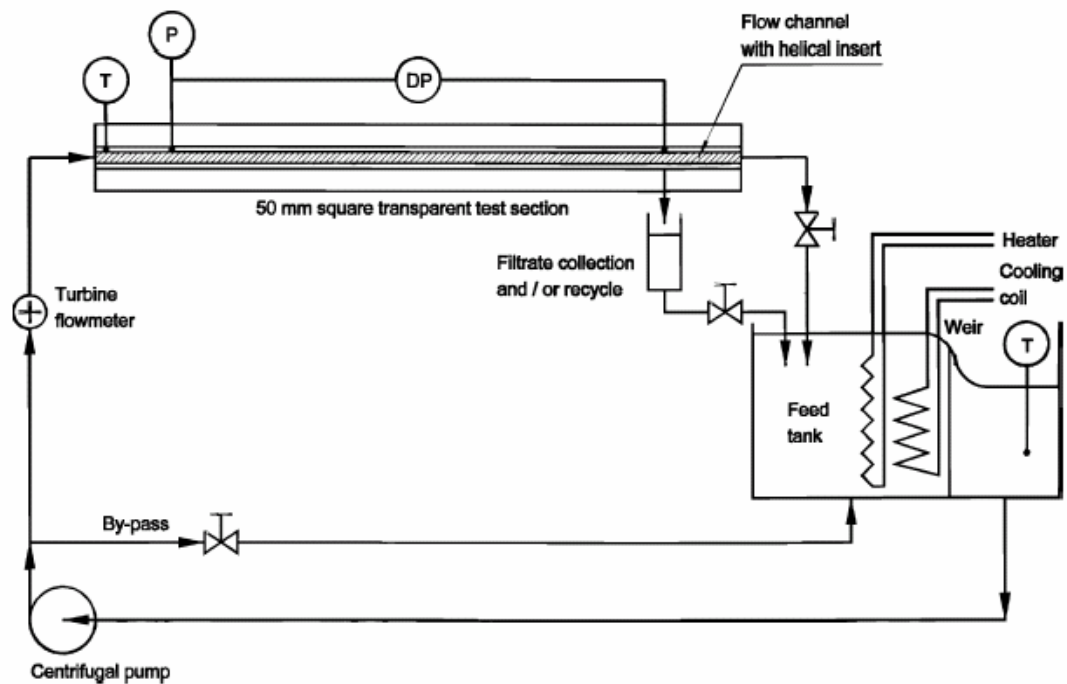 P
Flow channel
with helical insert
T
DP
50 mm square transparent test section
Filtrate collection
and / or recycle
Heater
Cooling
coil
Turbine
flowmeter
Weir
T
Feed
tank
By-pass
Centrifugal pump